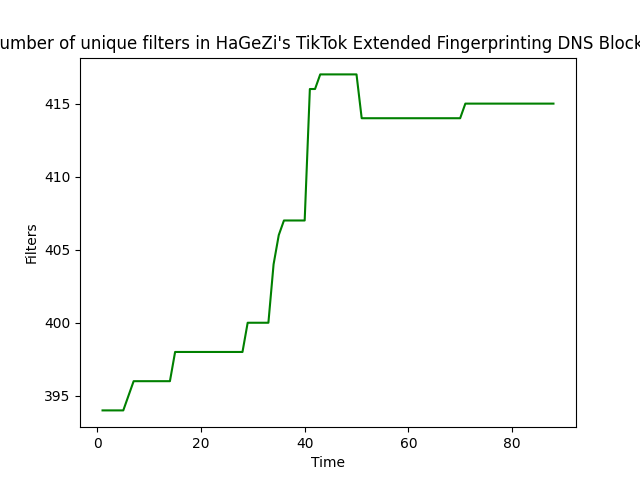 umber of unique filters in HaGeZi's TikTok Extended Fingerprinting DNS Block
415
410
405
400
395
Filters
0 20 40 60 80
Time